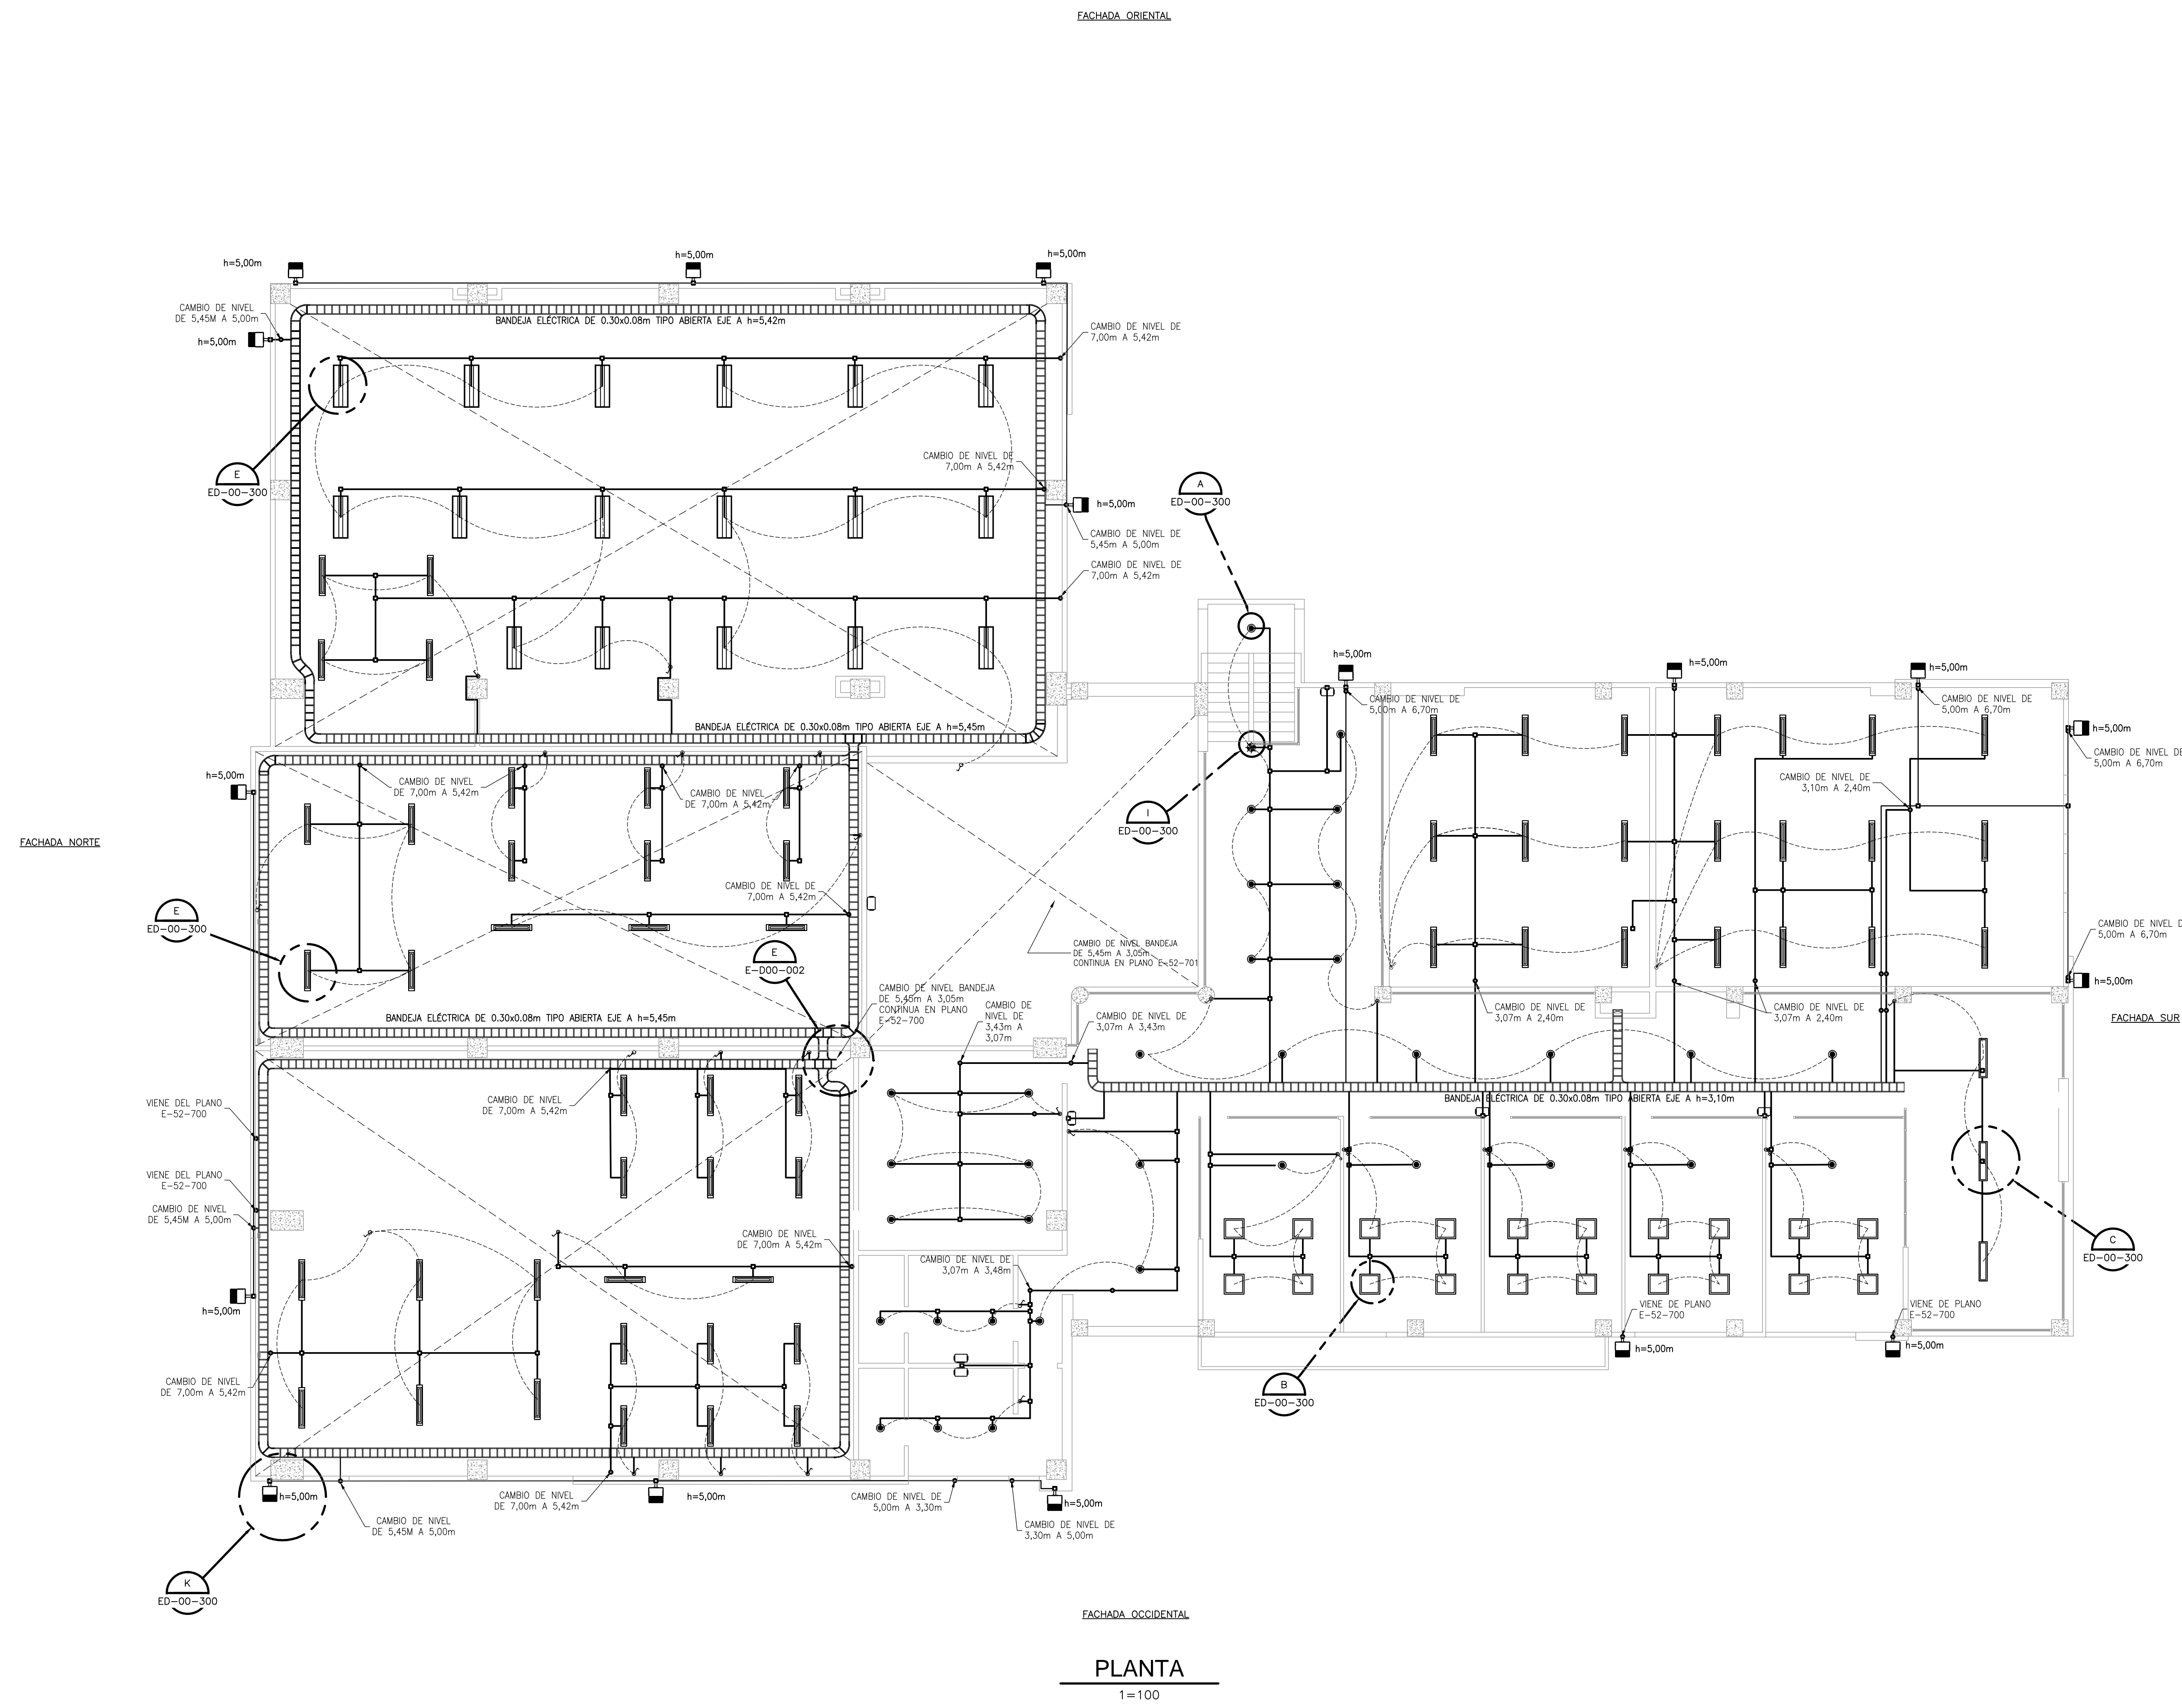 FACHADA ORIENTAL
h=5,00m
h=5,00m
h=5,00m
CAMBIO DE NIVEL
DE 5,45M A 5,00m
h=5,00m
BANDEJA ELÉCTRICA DE 0.30x0.08m TIPO ABIERTA EJE A h=5,42m
CAMBIO DE NIVEL DE
7,00m A 5,42m
CAMBIO DE NIVEL DE
7,00m A 5,42m
E
ED-00-300
h=5,00m
CAMBIO DE NIVEL DE
5,45m A 5,00m
CAMBIO DE NIVEL DE
7,00m A 5,42m
A
ED-00-300
BANDEJA ELÉCTRICA DE 0.30x0.08m TIPO ABIERTA EJE A h=5,45m
h=5,00m
CAMBIO DE NIVEL DE
5,00m A 6,70m
h=5,00m
h=5,00m
CAMBIO DE NIVEL DE
5,00m A 6,70m
h=5,00m
CAMBIO DE NIVEL DE
5,00m A 6,70m
CAMBIO DE NIVEL DE
3,10m A 2,40m
h=5,00m
CAMBIO DE NIVEL
DE 7,00m A 5,42m
CAMBIO DE NIVEL
DE 7,00m A 5,42m
I
ED-00-300
FACHADA NORTE
CAMBIO DE NIVEL DE
7,00m A 5,42m
E
ED-00-300
E
E-D00-002
CAMBIO DE NIVEL BANDEJA
DE 5,45m A 3,05m
CONTINUA EN PLANO E-52-701
CAMBIO DE NIVEL D
5,00m A 6,70m
h=5,00m
CAMBIO DE NIVEL BANDEJA
DE 5,45m A 3,05m
CONTINUA EN PLANO
E-52-700
CAMBIO DE
NIVEL DE
3,43m A
3,07m
CAMBIO DE NIVEL DE
3,07m A 3,43m
CAMBIO DE NIVEL DE
3,07m A 2,40m
CAMBIO DE NIVEL DE
3,07m A 2,40m
FACHADA SUR
BANDEJA ELÉCTRICA DE 0.30x0.08m TIPO ABIERTA EJE A h=5,45m
BANDEJA ELÉCTRICA DE 0.30x0.08m TIPO ABIERTA EJE A h=3,10m
VIENE DEL PLANO
E-52-700
CAMBIO DE NIVEL
DE 7,00m A 5,42m
VIENE DEL PLANO
E-52-700
CAMBIO DE NIVEL
DE 5,45M A 5,00m
CAMBIO DE NIVEL
DE 7,00m A 5,42m
CAMBIO DE NIVEL DE
3,07m A 3,48m
C
ED-00-300
h=5,00m
VIENE DE PLANO
E-52-700
h=5,00m
VIENE DE PLANO
E-52-700
h=5,00m
CAMBIO DE NIVEL
DE 7,00m A 5,42m
B
ED-00-300
h=5,00m
CAMBIO DE NIVEL
DE 7,00m A 5,42m
h=5,00m
CAMBIO DE NIVEL DE
5,00m A 3,30m
h=5,00m
CAMBIO DE NIVEL
DE 5,45M A 5,00m
CAMBIO DE NIVEL DE
3,30m A 5,00m
K
ED-00-300
FACHADA OCCIDENTAL
PLANTA
1=100